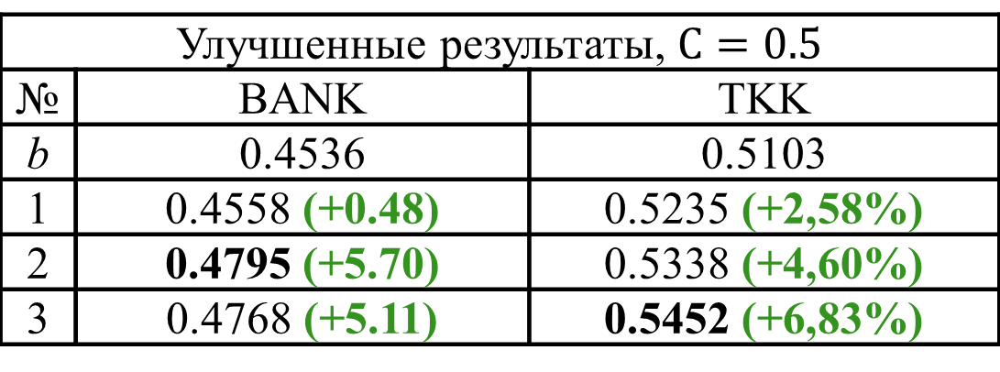 Улучшенные результаты, C = 0.5
№ BANK TKK
b 0.4536 0.5103
1 0.4558 (+0.48) 0.5235 (+2,58%)
2 0.4795 (+5.70) 0.5338 (+4,60%)
3 0.4768 (+5.11) 0.5452 (+6,83%)